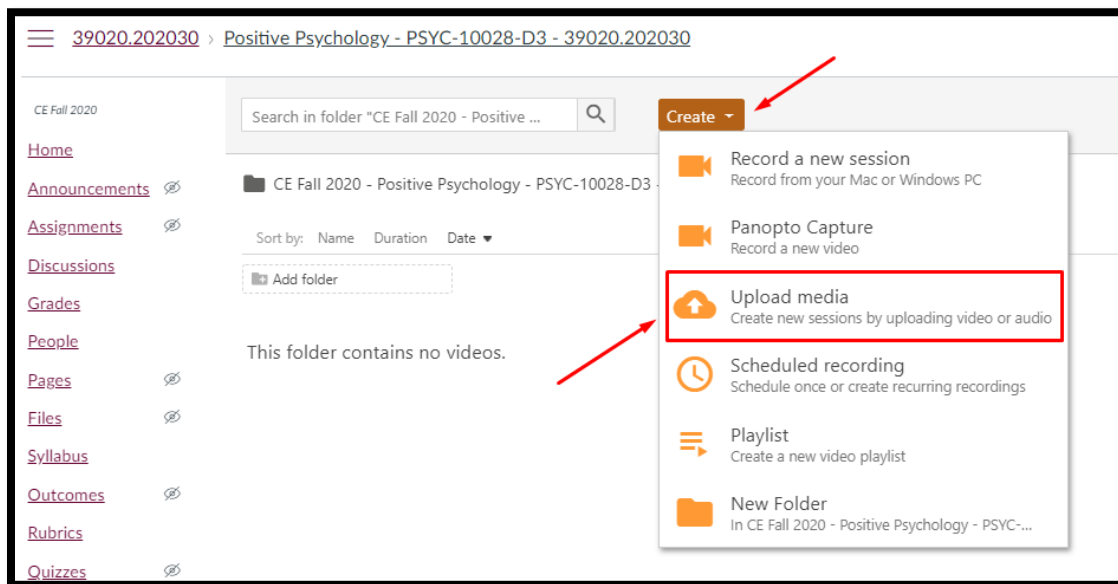 39020.202030 › Positive Psychology - PSYC-10028-D3 - 39020.202030
CE Fall 2020
Home
Announcements
Assignments
Discussions
Grades
People
Pages
Files
Syllabus
Outcomes
Rubrics
Quizzes
Search in folder "CE Fall 2020 - Positive ...
Create
CE Fall 2020 - Positive Psychology - PSYC-10028-D3 -
Sort by: Name Duration Date
Add folder
This folder contains no videos.
Record a new session
Record from your Mac or Windows PC
Panopto Capture
Record a new video
Upload media
Create new sessions by uploading video or audio
Scheduled recording
Schedule once or create recurring recordings
Playlist
Create a new video playlist
New Folder
In CE Fall 2020 - Positive Psychology - PSYC-...